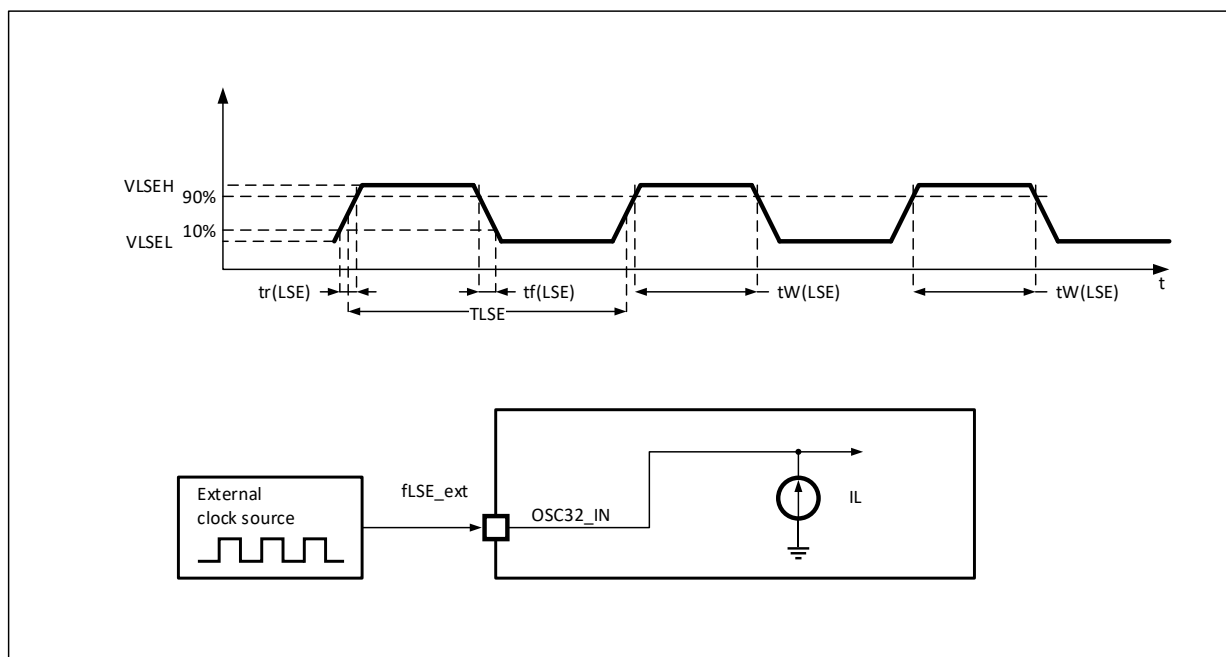 VLSEH
90%
10%
VLSEL
tr(LSE)
tf(LSE)
tW(LSE)
tW(LSE)
t
TLSE
External
clock source
fLSE_ext
OSC32_IN
IL